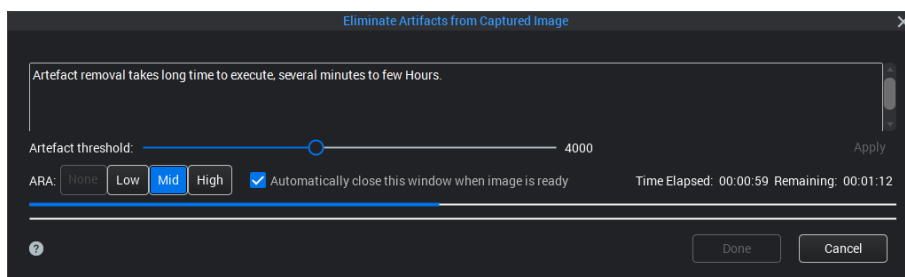 Eliminate Artifacts from Captured Image
Artefact removal takes long time to execute, several minutes to few Hours.
Artefact threshold: 4000 Apply
ARA: None Low Mid High Automatically close this window when image is ready Time Elapsed: 00:00:59 Remaining: 00:01:12
? Done Cancel